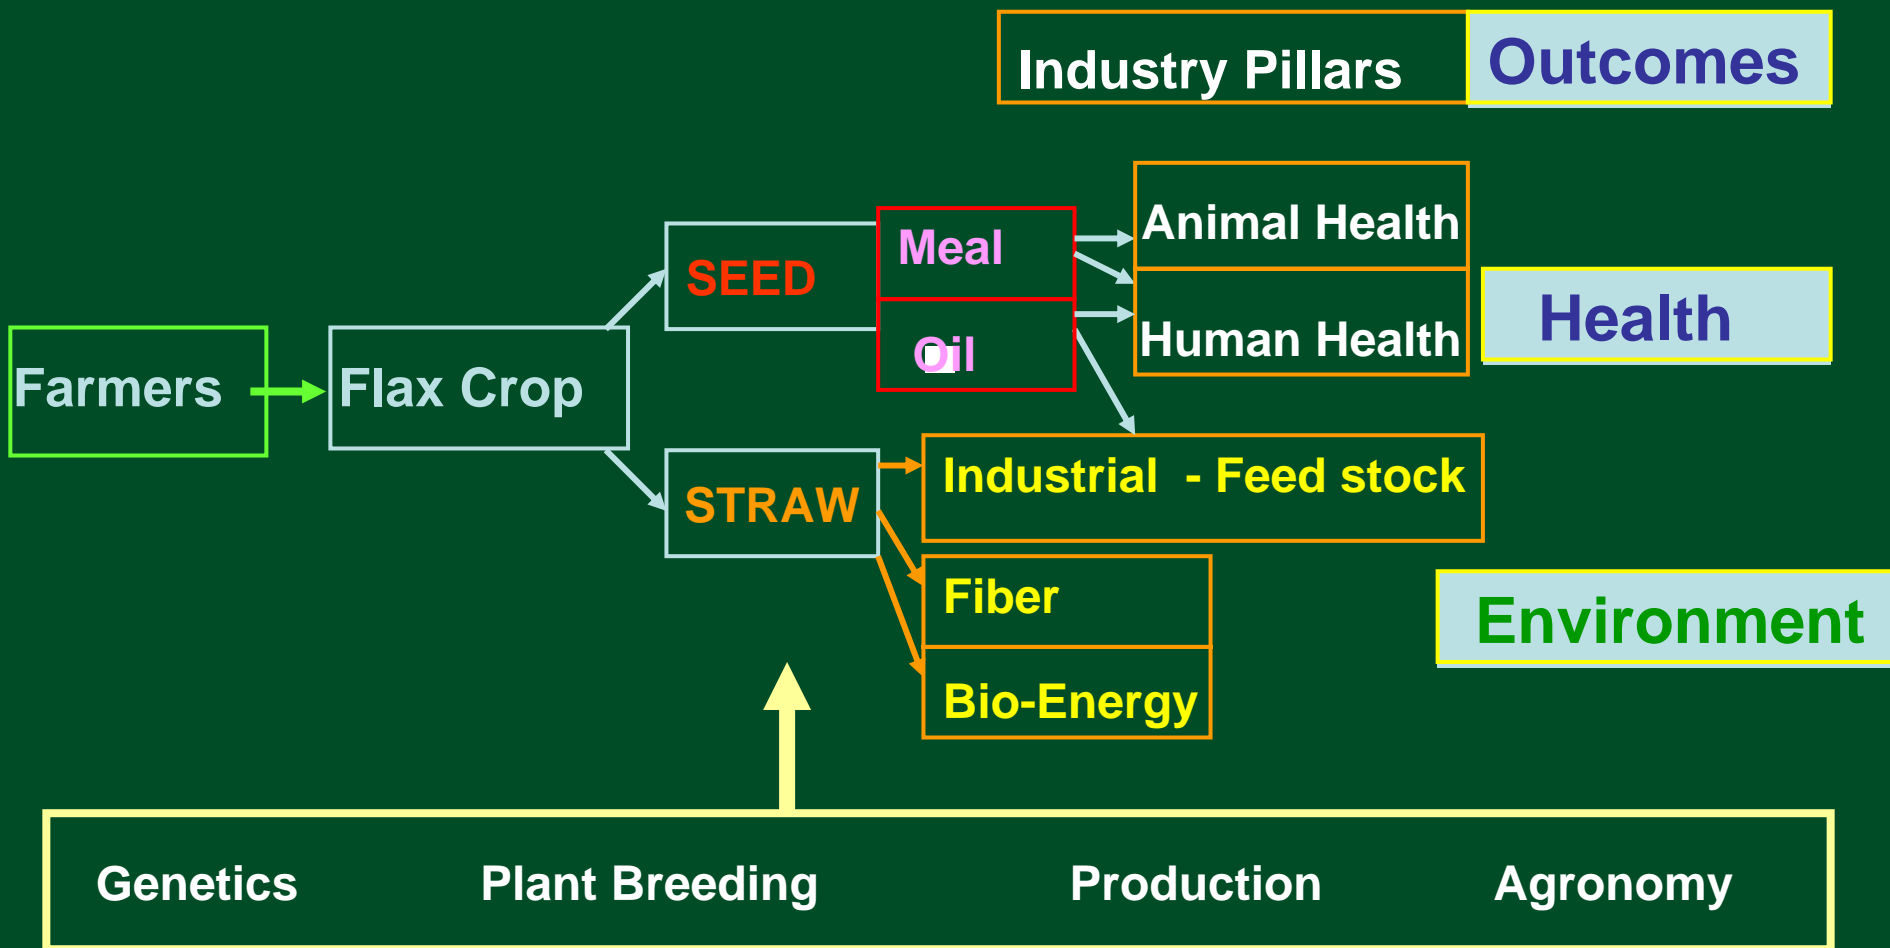 Industry Pillars
Outcomes
Animal Health
Meal
SEED
Health
Human Health
Oil
Farmers
Flax Crop
Industrial - Feed stock
STRAW
Fiber
Environment
Bio-Energy
Genetics
Plant Breeding
Production
Agronomy